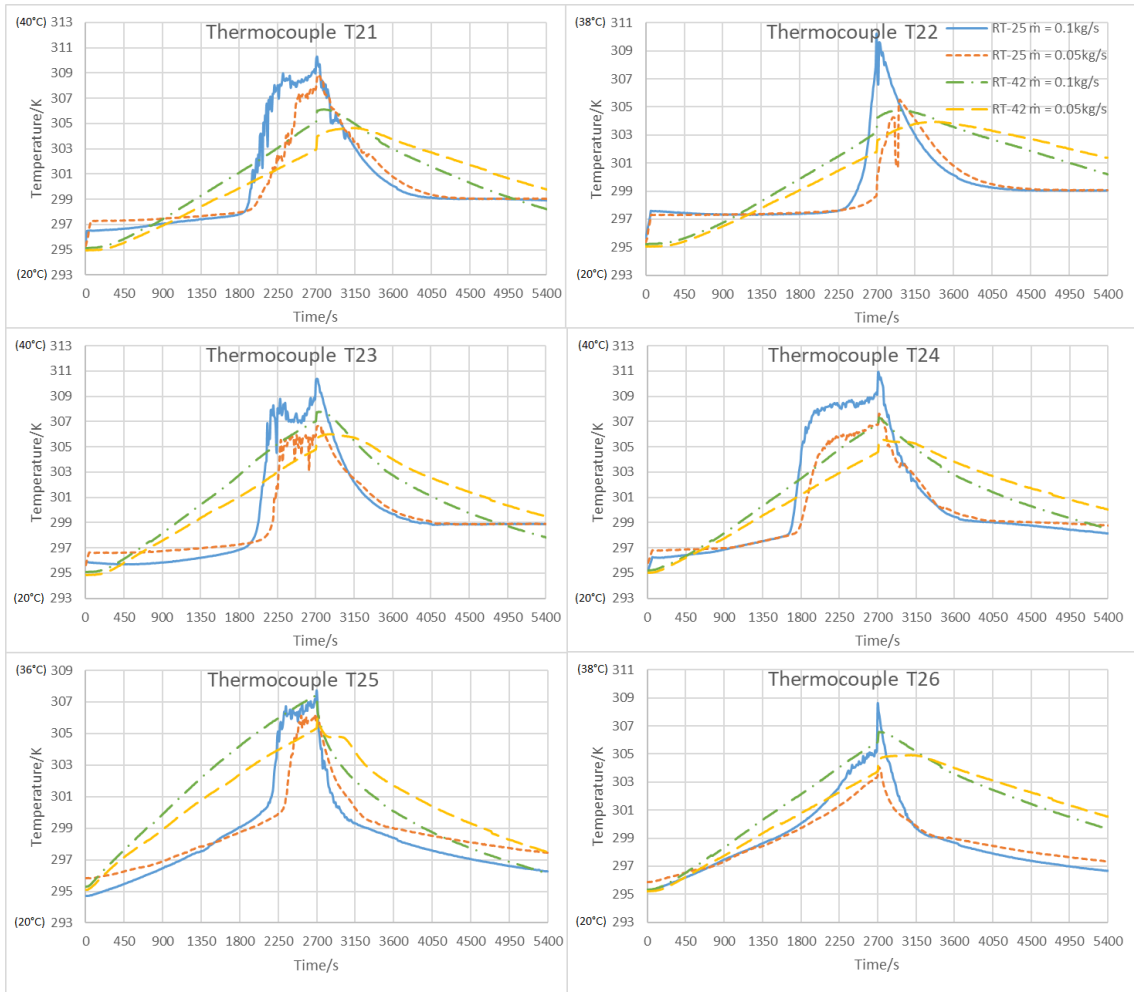 Thermocouple T21
(40°C) 313
311
309
307
305
303
301
299
297
295
(20°C) 293
0 450 900 1350 1800 2250 2700 3150 3600 4050 4500 4950 5400
Temperature/K
Time/s
Thermocouple T22
(38°C) 311
309
307
305
303
301
299
297
295
(20°C) 293
0 450 900 1350 1800 2250 2700 3150 3600 4050 4500 4950 5400
Temperature/K
Time/s
RT-25 ṁ = 0.1kg/s
RT-25 ṁ = 0.05kg/s
RT-42 ṁ = 0.1kg/s
RT-42 ṁ = 0.05kg/s
Thermocouple T23
(40°C) 313
311
309
307
305
303
301
299
297
295
(20°C) 293
0 450 900 1350 1800 2250 2700 3150 3600 4050 4500 4950 5400
Temperature/K
Time/s
Thermocouple T24
(40°C) 313
311
309
307
305
303
301
299
297
295
(20°C) 293
0 450 900 1350 1800 2250 2700 3150 3600 4050 4500 4950 5400
Temperature/K
Time/s
Thermocouple T25
(36°C) 309
307
305
303
301
299
297
295
(20°C) 293
0 450 900 1350 1800 2250 2700 3150 3600 4050 4500 4950 5400
Temperature/K
Time/s
Thermocouple T26
(38°C) 311
309
307
305
303
301
299
297
295
(20°C) 293
0 450 900 1350 1800 2250 2700 3150 3600 4050 4500 4950 5400
Temperature/K
Time/s